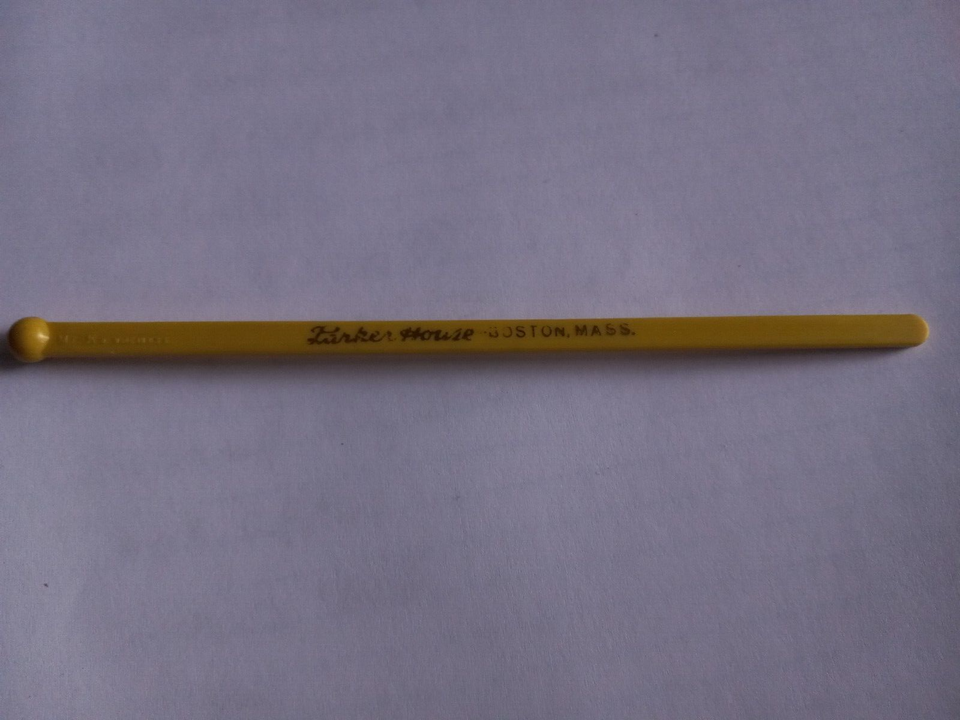 Parker House - BOSTON, MASS.